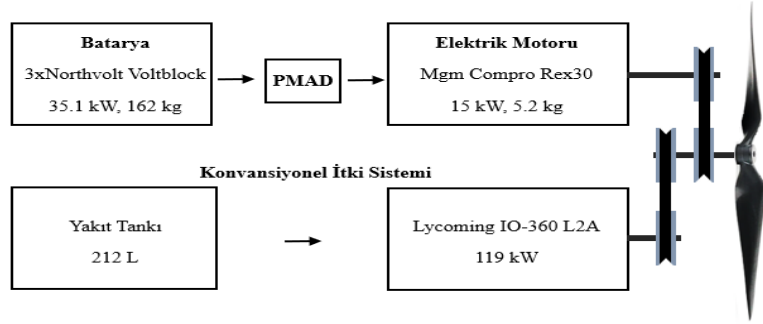 Batarya
3xNorthvolt Voltblock
35.1 kW, 162 kg
PMAD
Elektrik Motoru
Mgm Compro Rex30
15 kW, 5.2 kg
Konvansiyonel İtki Sistemi
Yakıt Tankı
212 L
Lycoming IO-360 L2A
119 kW